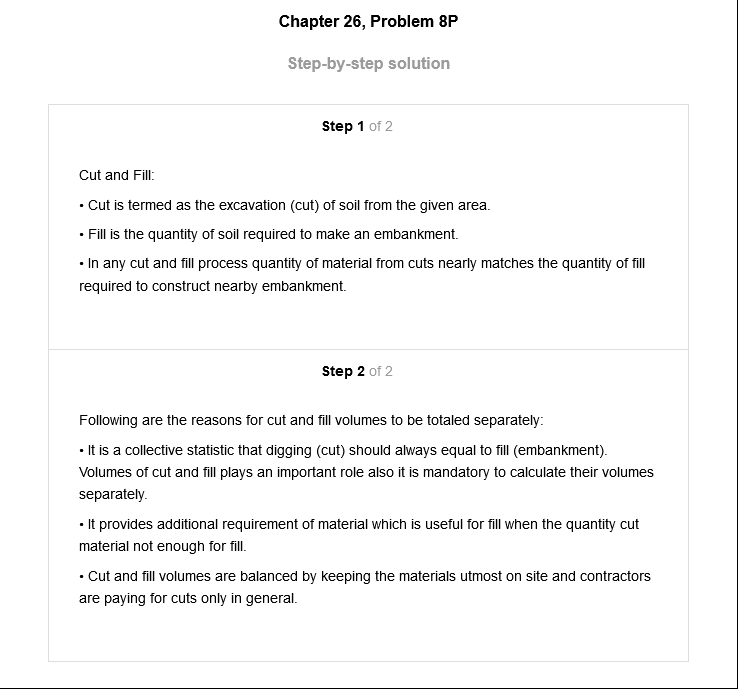 Chapter 26, Problem 8P
Step-by-step solution
Step 1 of 2
Cut and Fill:
• Cut is termed as the excavation (cut) of soil from the given area.
• Fill is the quantity of soil required to make an embankment.
• In any cut and fill process quantity of material from cuts nearly matches the quantity of fill
required to construct nearby embankment.
Step 2 of 2
Following are the reasons for cut and fill volumes to be totaled separately:
• It is a collective statistic that digging (cut) should always equal to fill (embankment).
Volumes of cut and fill plays an important role also it is mandatory to calculate their volumes
separately.
• It provides additional requirement of material which is useful for fill when the quantity cut
material not enough for fill.
• Cut and fill volumes are balanced by keeping the materials utmost on site and contractors
are paying for cuts only in general.